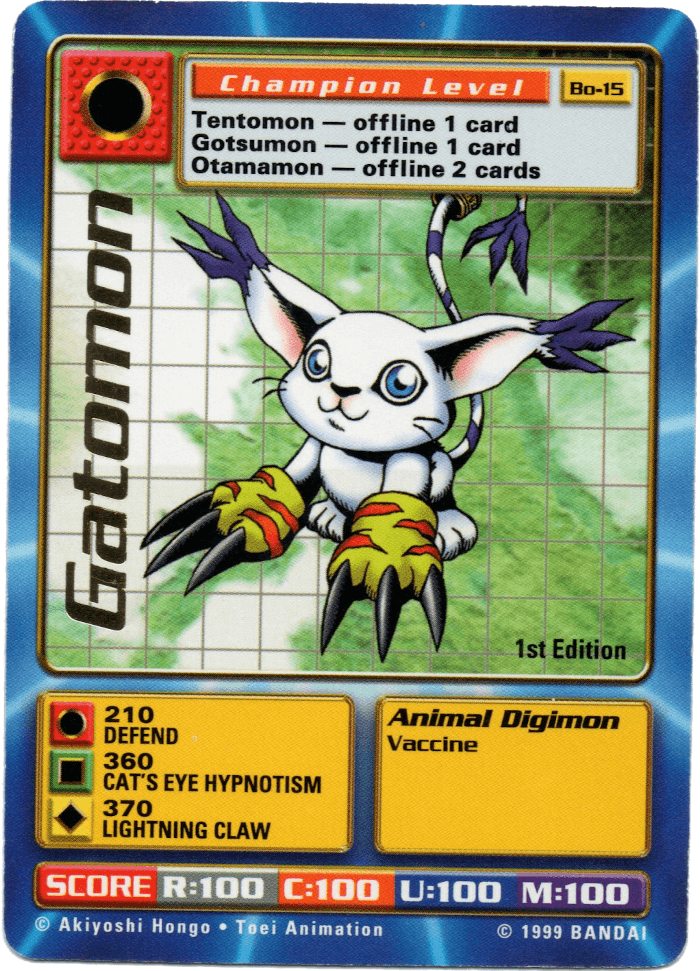 Champion Level
Bo-15
Tentomon — offline 1 card
Gotsumon — offline 1 card
Otamamon — offline 2 cards
Gatomon
1st Edition
210
DEFEND
360
CAT'S EYE HYPNOTISM
370
LIGHTNING CLAW
Animal Digimon
Vaccine
SCORE R:100 C:100 U:100 M:100
© Akiyoshi Hongo • Toei Animation
© 1999 BANDAI